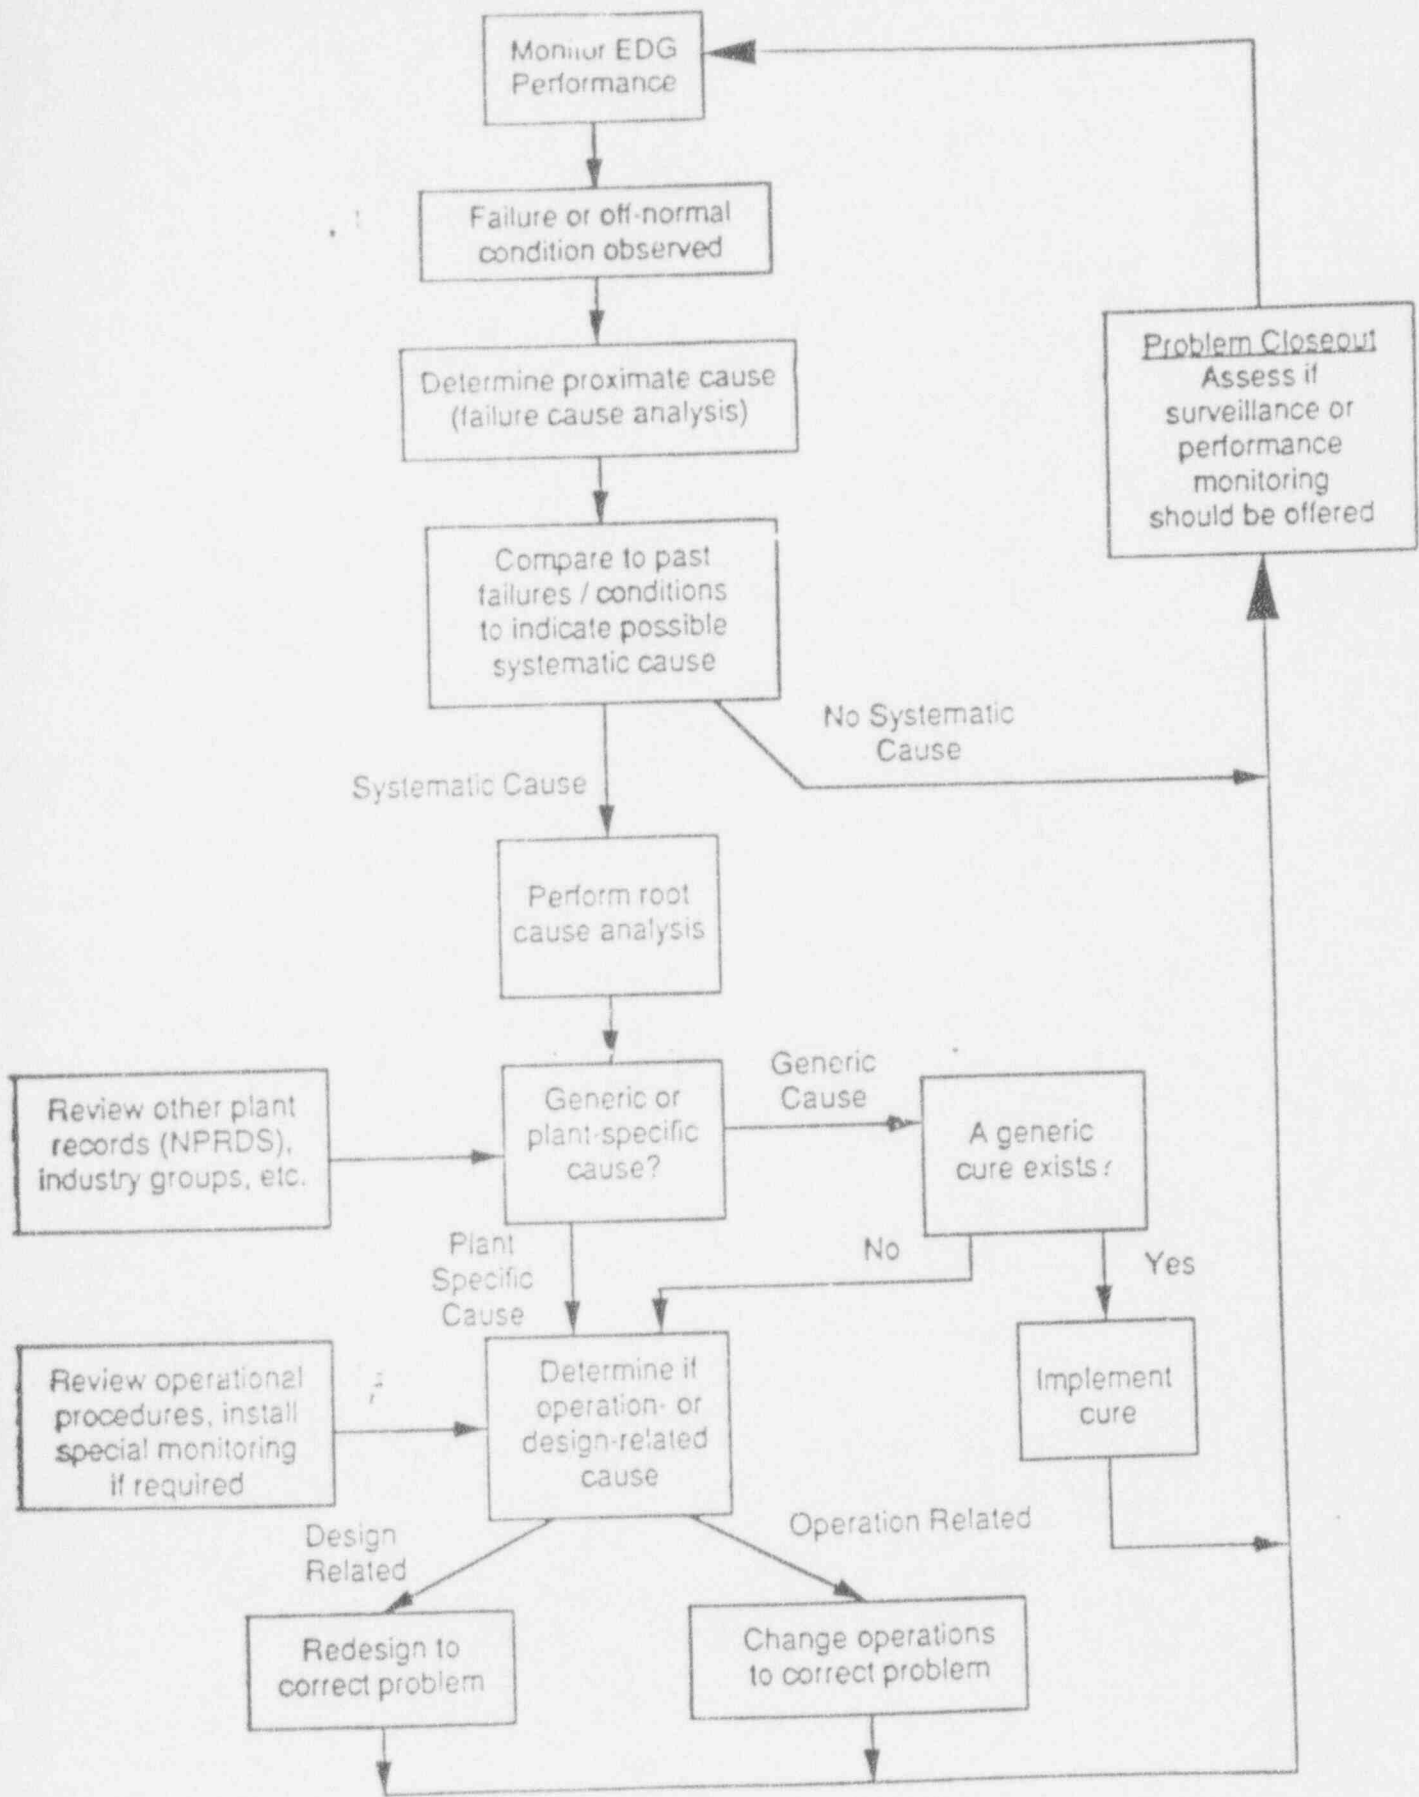 Monitor EDG
Performance
Failure or off-normal
condition observed
Determine proximate cause
(failure cause analysis)
Problem Closeout
Assess if
surveillance or
performance
monitoring
should be offered
Compare to past
failures / conditions
to indicate possible
systematic cause
No Systematic
Cause
Systematic Cause
Perform root
cause analysis
Review other plant
records (NPRDS),
industry groups, etc.
Generic or
plant-specific
cause?
Generic
Cause
A generic
cure exists?
Plant
Specific
Cause
No
Yes
Review operational
procedures, install
special monitoring
if required
Determine if
operation- or
design-related
cause
Implement
cure
Design
Related
Operation Related
Redesign to
correct problem
Change operations
to correct problem